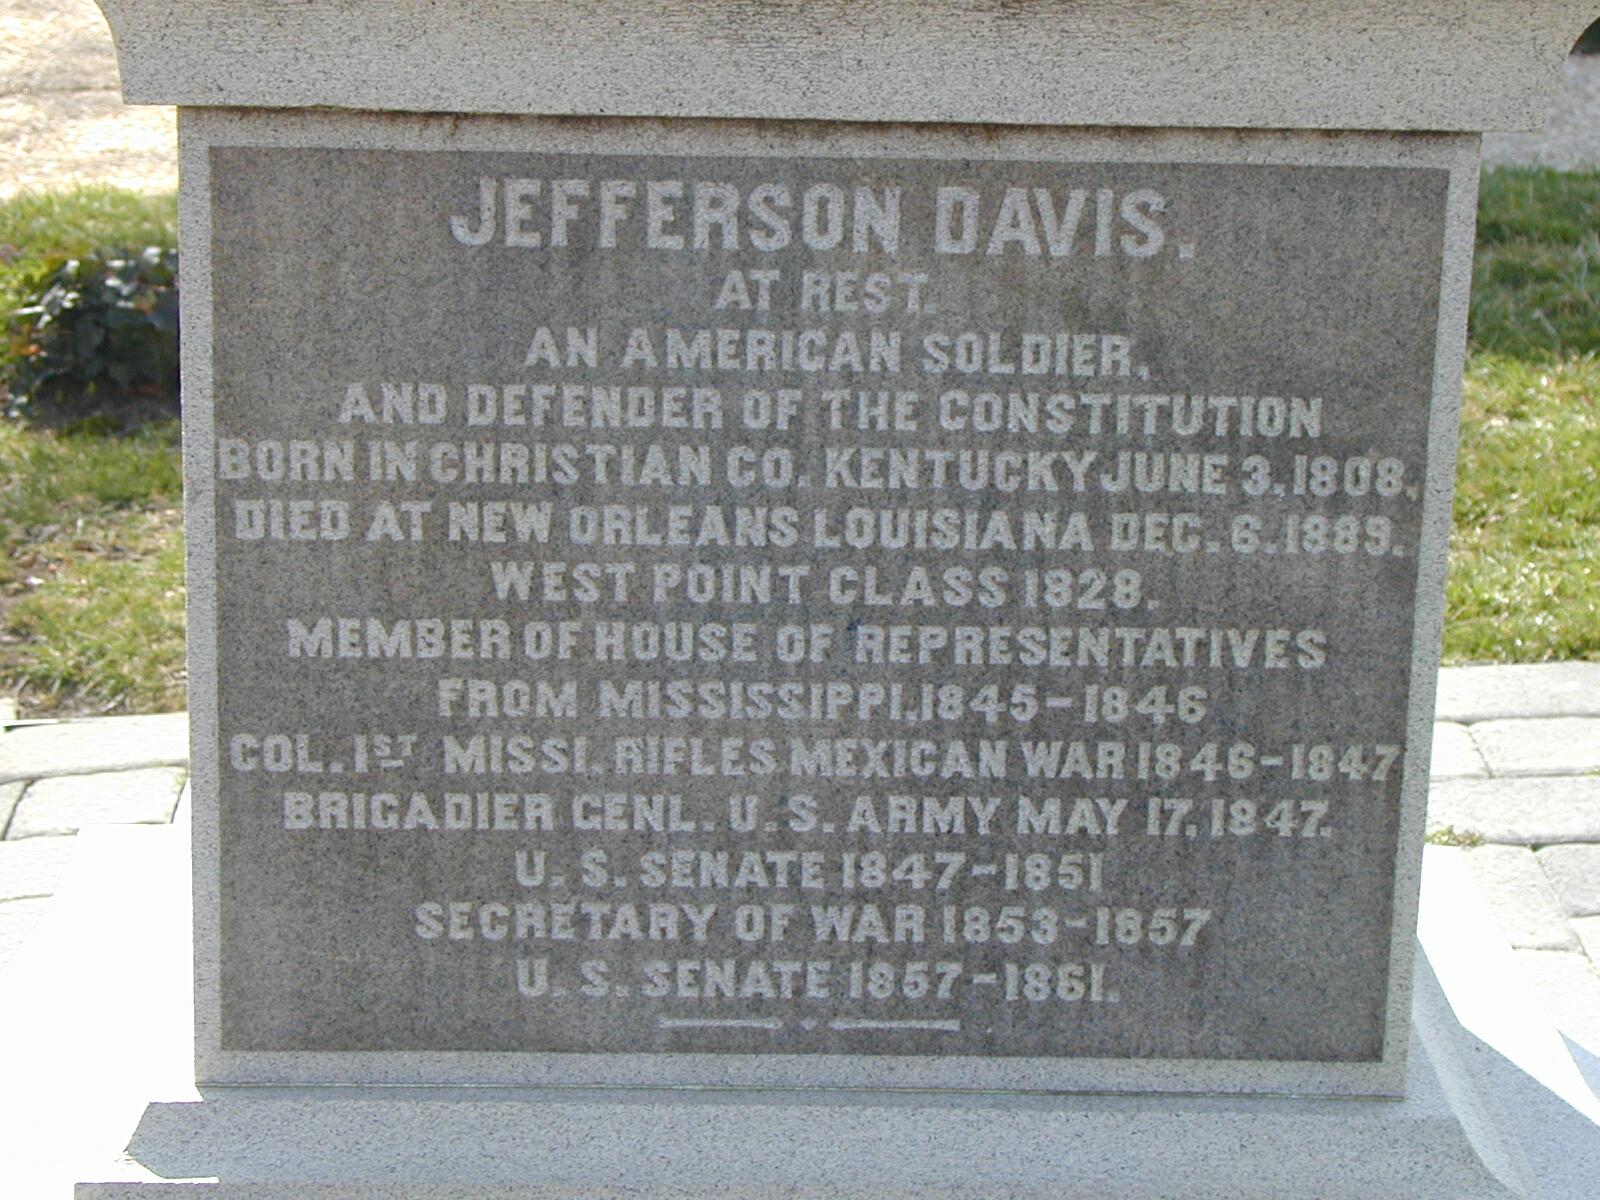 JEFFERSON DAVIS.
AT REST.
AN AMERICAN SOLDIER,
AND DEFENDER OF THE CONSTITUTION
BORN IN CHRISTIAN CO. KENTUCKY JUNE 3, 1808,
DIED AT NEW ORLEANS LOUISIANA DEC. 6. 1889.
WEST POINT CLASS 1828.
MEMBER OF HOUSE OF REPRESENTATIVES
FROM MISSISSIPPI. 1845-1846
COL. 1ST MISSI. RIFLES MEXICAN WAR 1846-1847
BRIGADIER GENL. U. S. ARMY MAY 17, 1847.
U. S. SENATE 1847-1851
SECRETARY OF WAR 1853-1857
U. S. SENATE 1857-1861.